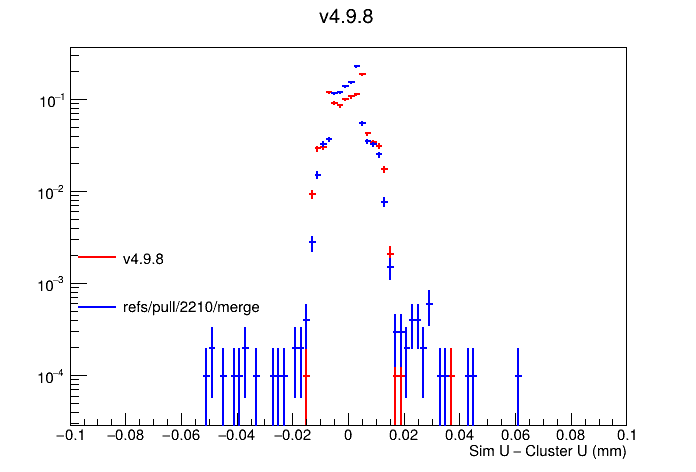 v4.9.8
10⁻¹
10⁻²
10⁻³
10⁻⁴
v4.9.8
refs/pull/2210/merge
−0.1 −0.08 −0.06 −0.04 −0.02 0 0.02 0.04 0.06 0.08 0.1
Sim U − Cluster U (mm)